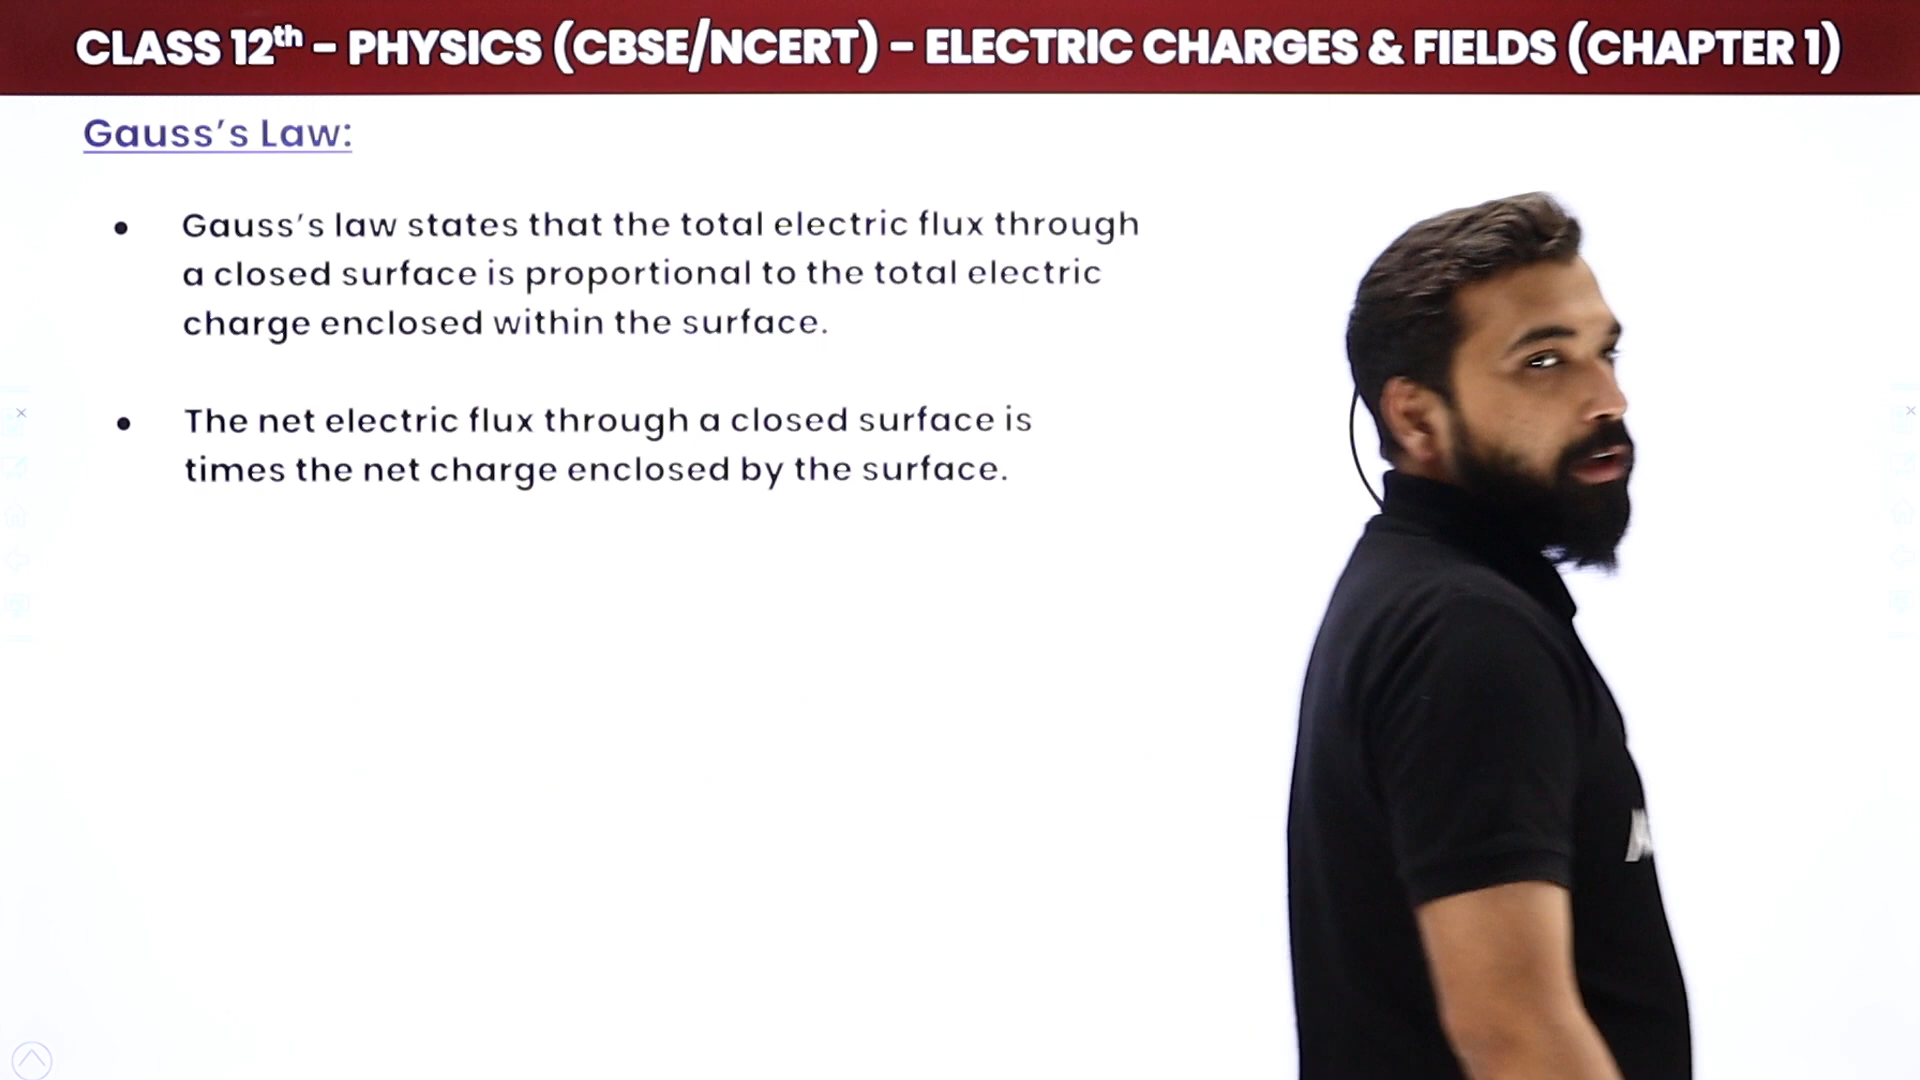 CLASS 12th – PHYSICS (CBSE/NCERT) – ELECTRIC CHARGES & FIELDS (CHAPTER 1)
Gauss’s Law:
• Gauss’s law states that the total electric flux through
a closed surface is proportional to the total electric
charge enclosed within the surface.
• The net electric flux through a closed surface is
times the net charge enclosed by the surface.